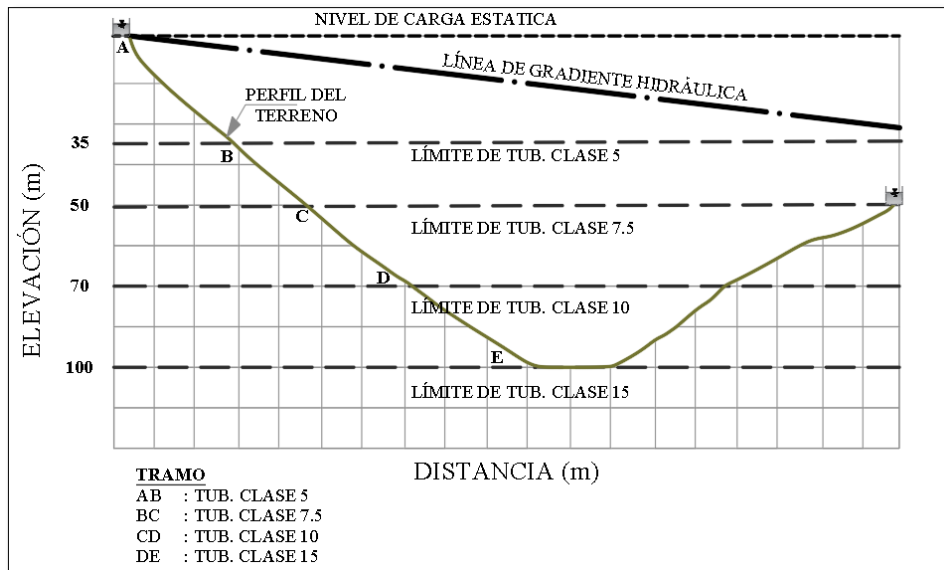 NIVEL DE CARGA ESTATICA
A
LÍNEA DE GRADIENTE HIDRÁULICA
PERFIL DEL
TERRENO
35
B
LÍMITE DE TUB. CLASE 5
50
C
LÍMITE DE TUB. CLASE 7.5
ELEVACIÓN (m)
D
70
LÍMITE DE TUB. CLASE 10
E
100
LÍMITE DE TUB. CLASE 15
DISTANCIA (m)
TRAMO
AB : TUB. CLASE 5
BC : TUB. CLASE 7.5
CD : TUB. CLASE 10
DE : TUB. CLASE 15